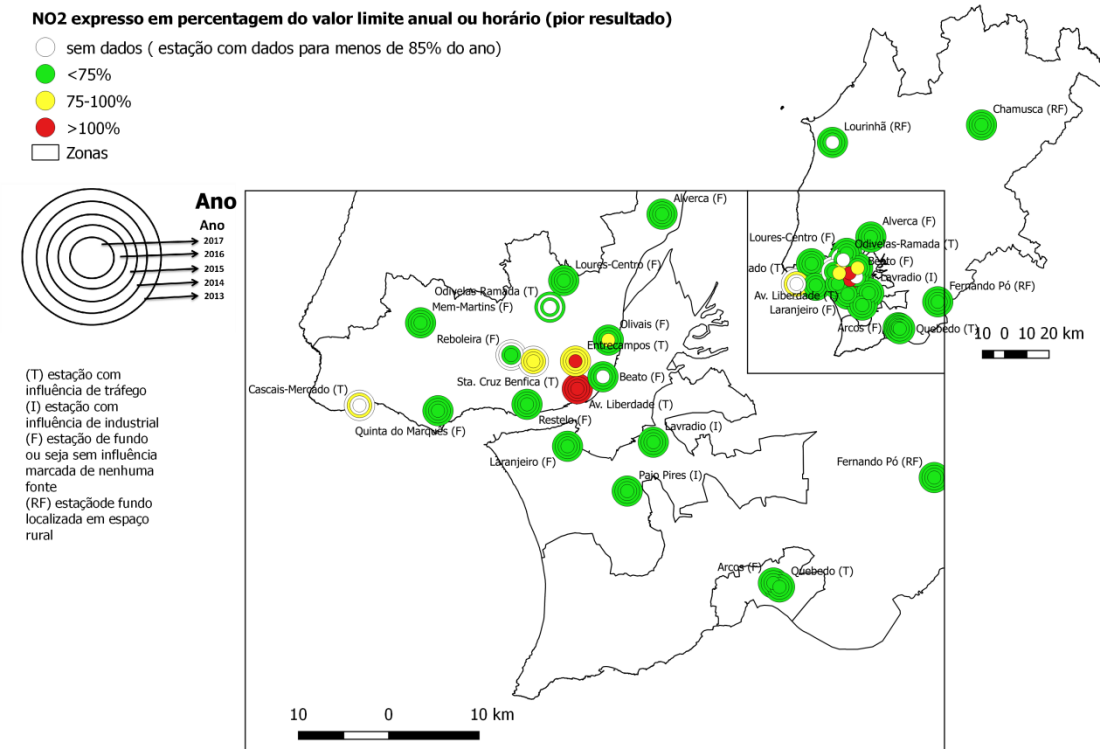 NO2 expresso em percentagem do valor limite anual ou horário (pior resultado)
sem dados ( estação com dados para menos de 85% do ano)
<75%
75-100%
>100%
Zonas
Ano
Ano
2017
2016
2015
2014
2013
(T) estação com
influência de tráfego
(I) estação com
influência de industrial
(F) estação de fundo
ou seja sem influência
marcada de nenhuma
fonte
(RF) estaçãode fundo
localizada em espaço
rural
Alverca (F)
Loures-Centro (F)
Odivelas-Ramada (T)
Mem-Martins (F)
Olivais (F)
Reboleira (F)
Entrecampos (T)
Sta. Cruz Benfica (T)
Beato (F)
Cascais-Mercado (T)
Av. Liberdade (T)
Restelo (F)
Quinta do Marquês (F)
Lavradio (I)
Laranjeiro (F)
Paio Pires (I)
Fernando Pó (RF)
Arcos (F)
Quebedo (T)
10 0 10 km
Chamusca (RF)
Lourinhã (RF)
Alverca (F)
Loures-Centro (F)
Odivelas-Ramada (T)
Beato (F)
ado (T)
Lavradio (I)
Fernando Pó (RF)
Av. Liberdade (T)
Laranjeiro (F)
Arcos (F)
Quebedo (T)
10 0 10 20 km